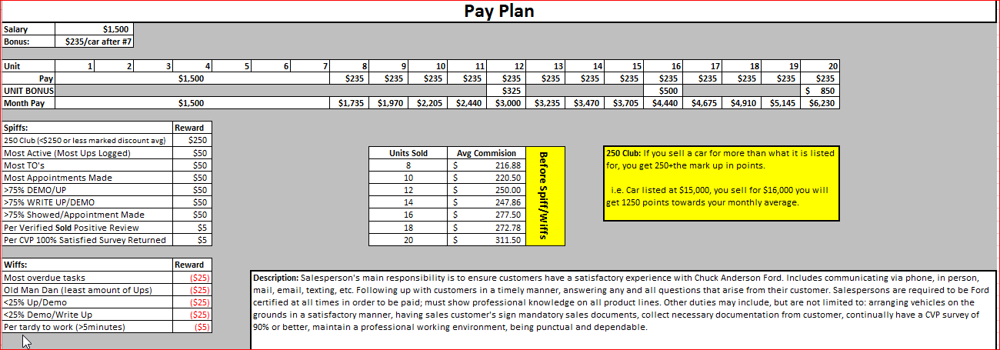 Pay Plan
Salary $1,500
Bonus: $235/car after #7
Unit 1 2 3 4 5 6 7 8 9 10 11 12 13 14 15 16 17 18 19 20
Pay $1,500 $235 $235 $235 $235 $235 $235 $235 $235 $235 $235 $235 $235 $235
UNIT BONUS $325 $500 $ 850
Month Pay $1,500 $1,735 $1,970 $2,205 $2,440 $3,000 $3,235 $3,470 $3,705 $4,440 $4,675 $4,910 $5,145 $6,230
Spiffs: Reward
250 Club (<$250 or less marked discount avg) $250
Most Active (Most Ups Logged) $50
Most TO's $50
Most Appointments Made $50
>75% DEMO/UP $50
>75% WRITE UP/DEMO $50
>75% Showed/Appointment Made $50
Per Verified Sold Positive Review $5
Per CVP 100% Satisfied Survey Returned $5
Units Sold Avg Commision
8 $ 216.88
10 $ 220.50
12 $ 250.00
14 $ 247.86
16 $ 277.50
18 $ 272.78
20 $ 311.50
Before Spiff/Wiffs
250 Club: If you sell a car for more than what it is listed
for, you get 250+the mark up in points.
i.e. Car listed at $15,000, you sell for $16,000 you will
get 1250 points towards your monthly average.
Wiffs: Reward
Most overdue tasks ($25)
Old Man Dan (least amount of Ups) ($25)
<25% Up/Demo ($25)
<25% Demo/Write Up ($25)
Per tardy to work (>5minutes) ($5)
Description: Salesperson's main responsibility is to ensure customers have a satisfactory experience with Chuck Anderson Ford. Includes communicating via phone, in person,
mail, email, texting, etc. Following up with customers in a timely manner, answering any and all questions that arise from their customer. Salespersons are required to be Ford
certified at all times in order to be paid; must show professional knowledge on all product lines. Other duties may include, but are not limited to: arranging vehicles on the
grounds in a satisfactory manner, having sales customer's sign mandatory sales documents, collect necessary documentation from customer, continually have a CVP survey of
90% or better, maintain a professional working environment, being punctual and dependable.